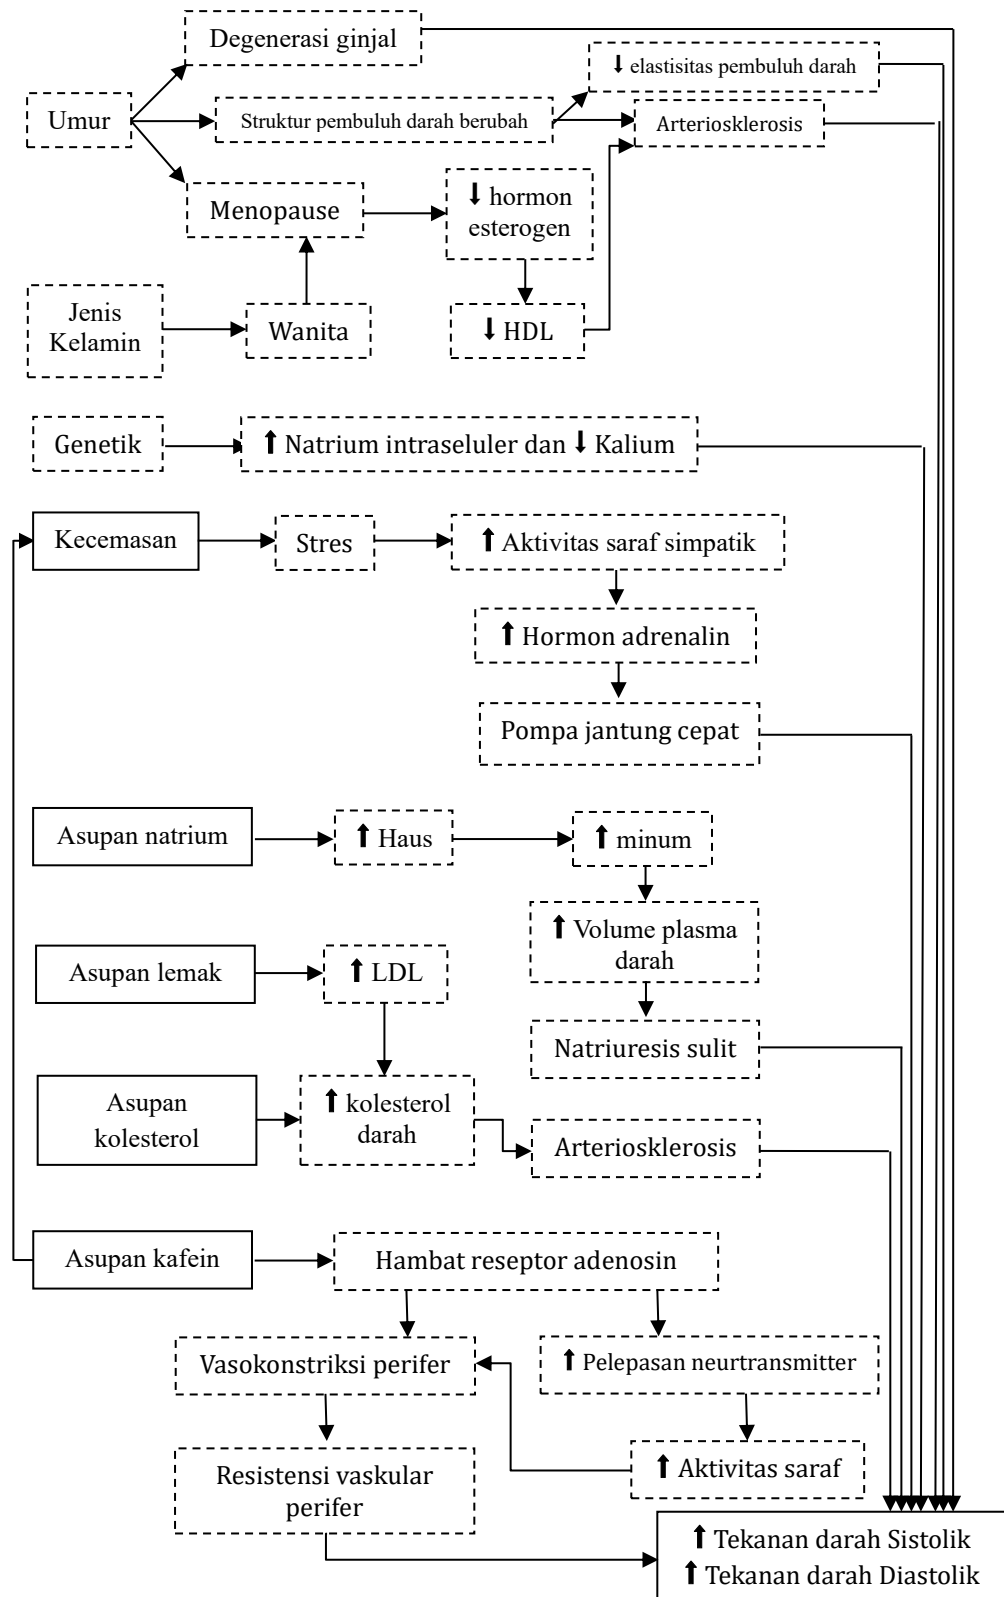 Degenerasi ginjal
⬇ elastisitas pembuluh darah
Umur
Struktur pembuluh darah berubah
Arteriosklerosis
Menopause
⬇ hormon
esterogen
Jenis
Kelamin
Wanita
⬇ HDL
Genetik
⬆ Natrium intraseluler dan ⬇ Kalium
Kecemasan
Stres
⬆ Aktivitas saraf simpatik
⬆ Hormon adrenalin
Pompa jantung cepat
Asupan natrium
⬆ Haus
⬆ minum
⬆ Volume plasma
darah
Asupan lemak
⬆ LDL
Natriuresis sulit
Asupan
kolesterol
⬆ kolesterol
darah
Arteriosklerosis
Asupan kafein
Hambat reseptor adenosin
Vasokonstriksi perifer
⬆ Pelepasan neurtransmitter
Resistensi vaskular
perifer
⬆ Aktivitas saraf
⬆ Tekanan darah Sistolik
⬆ Tekanan darah Diastolik